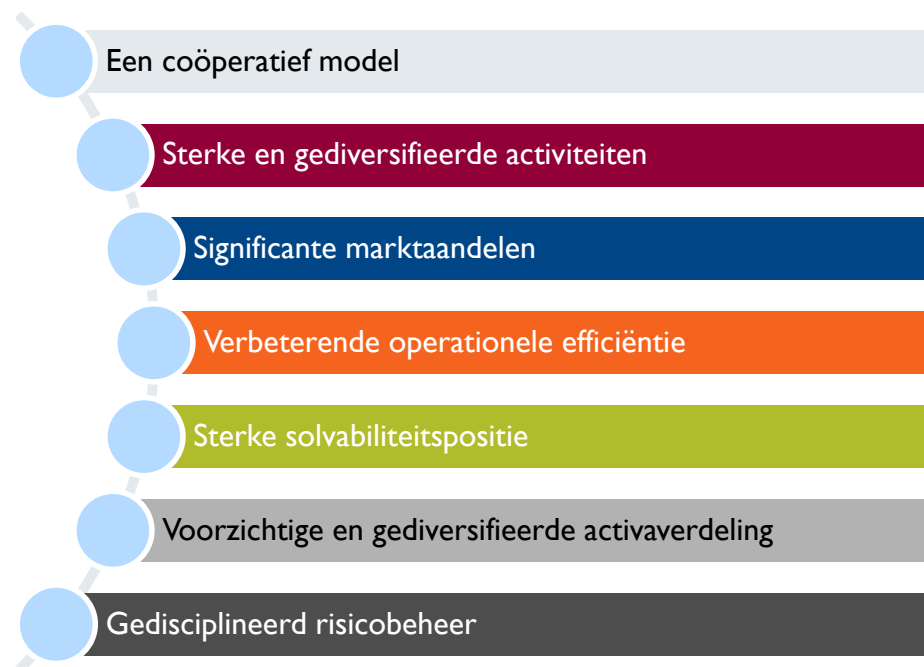 Een coöperatief model
Sterke en gediversifieerde activiteiten
Significante marktaandelen
Verbeterende operationele efficiëntie
Sterke solvabiliteitspositie
Voorzichtige en gediversifieerde activaverdeling
Gedisciplineerd risicobeheer